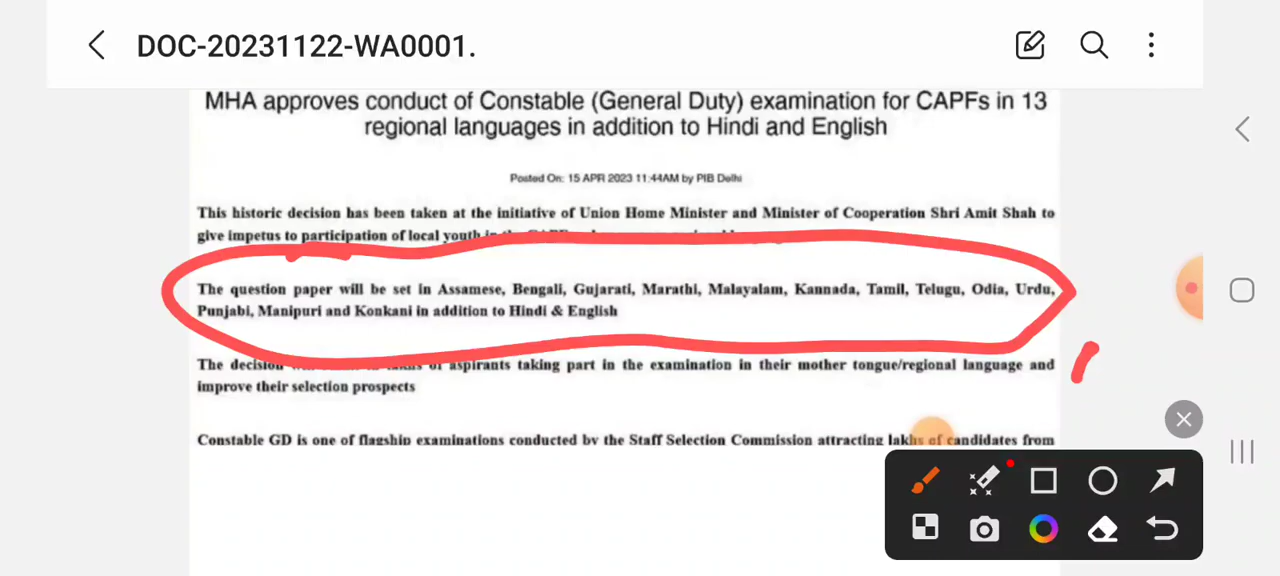 DOC-20231122-WA0001.
MHA approves conduct of Constable (General Duty) examination for CAPFs in 13
regional languages in addition to Hindi and English
Posted On: 15 APR 2023 11:44AM by PIB Delhi
This historic decision has been taken at the initiative of Union Home Minister and Minister of Cooperation Shri Amit Shah to
give impetus to participation of local youth
The question paper will be set in Assamese, Bengali, Gujarati, Marathi, Malayalam, Kannada, Tamil, Telugu, Odia, Urdu,
Punjabi, Manipuri and Konkani in addition to Hindi & English
The decision of aspirants taking part in the examination in their mother tongue/regional language and
improve their selection prospects
Constable GD is one of flagship examinations conducted by the Staff Selection Commission attracting lakhs of candidates from